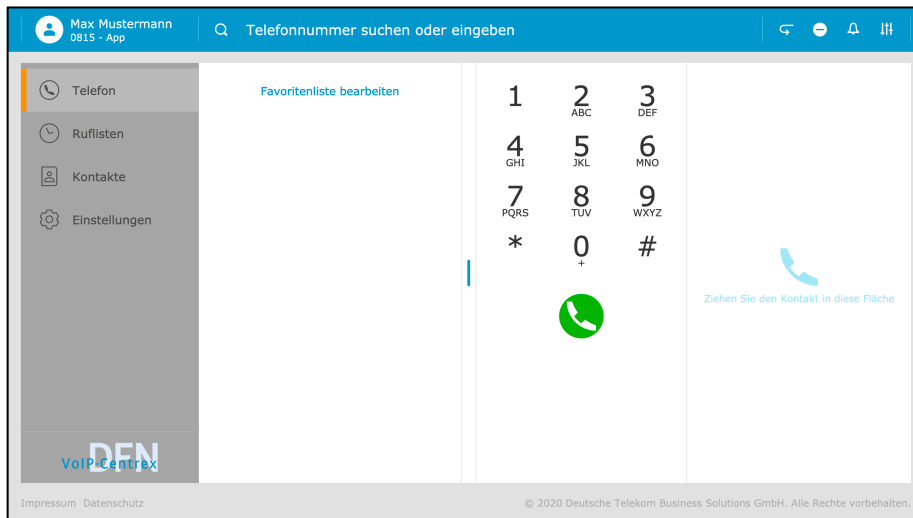 Max Mustermann
0815 - App
Telefonnummer suchen oder eingeben
Telefon
Ruflisten
Kontakte
Einstellungen
DFN
VoIP-Centrex
Favoritenliste bearbeiten
1 2 3
ABC DEF
4 5 6
GHI JKL MNO
7 8 9
PQRS TUV WXYZ
* 0 #
+
Ziehen Sie den Kontakt in diese Fläche
Impressum Datenschutz
© 2020 Deutsche Telekom Business Solutions GmbH. Alle Rechte vorbehalten.